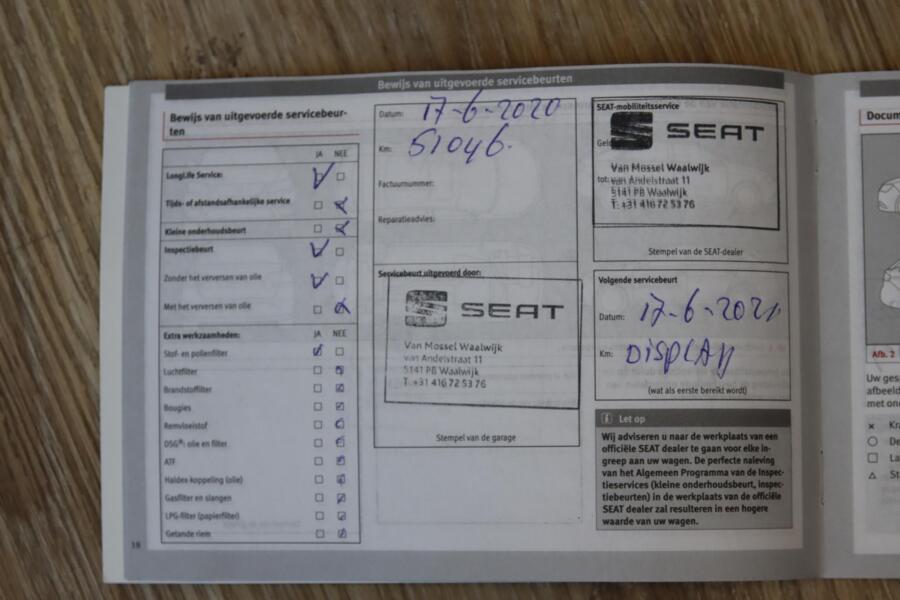 Bewijs van uitgevoerde servicebeurten
Bewijs van uitgevoerde servicebeur-
ten
JA NEE
LongLife Service:
Tijds- of afstandsafhankelijke service
Kleine onderhoudsbeurt
Inspectiebeurt
Zonder het verversen van olie
Met het verversen van olie
Extra werkzaamheden: JA NEE
Stof- en pollenfilter
Luchtfilter
Brandstoffilter
Bougies
Remvloeistof
DSG®: olie en filter
ATF
Haldex koppeling (olie)
Gasfilter en slangen
LPG-filter (papierfilter)
Getande riem
18
Datum: 17-6-2020
Km: 51046.
Factuurnummer:
Reparatieadvies:
Servicebeurt uitgevoerd door:
SEAT
Van Mossel Waalwijk
van Andelstraat 11
5141 PB Waalwijk
T. +31 416 72 53 76
Stempel van de garage
SEAT-mobiliteitsservice
SEAT
Van Mossel Waalwijk
tot: van Andelstraat 11
5141 PB Waalwijk
T. +31 416 72 53 76
Stempel van de SEAT-dealer
Volgende servicebeurt
Datum: 17-6-2021
Km: DISPLAY
(wat als eerste bereikt wordt)
Let op
Wij adviseren u naar de werkplaats van een
officiële SEAT dealer te gaan voor elke in-
greep aan uw wagen. De perfecte naleving
van het Algemeen Programma van de Inspec-
tieservices (kleine onderhoudsbeurt, inspec-
tiebeurten) in de werkplaats van de officiële
SEAT dealer zal resulteren in een hogere
waarde van uw wagen.
Docum
Afb. 2
Uw ges
afbeeld
met on
Kr
De
La
St